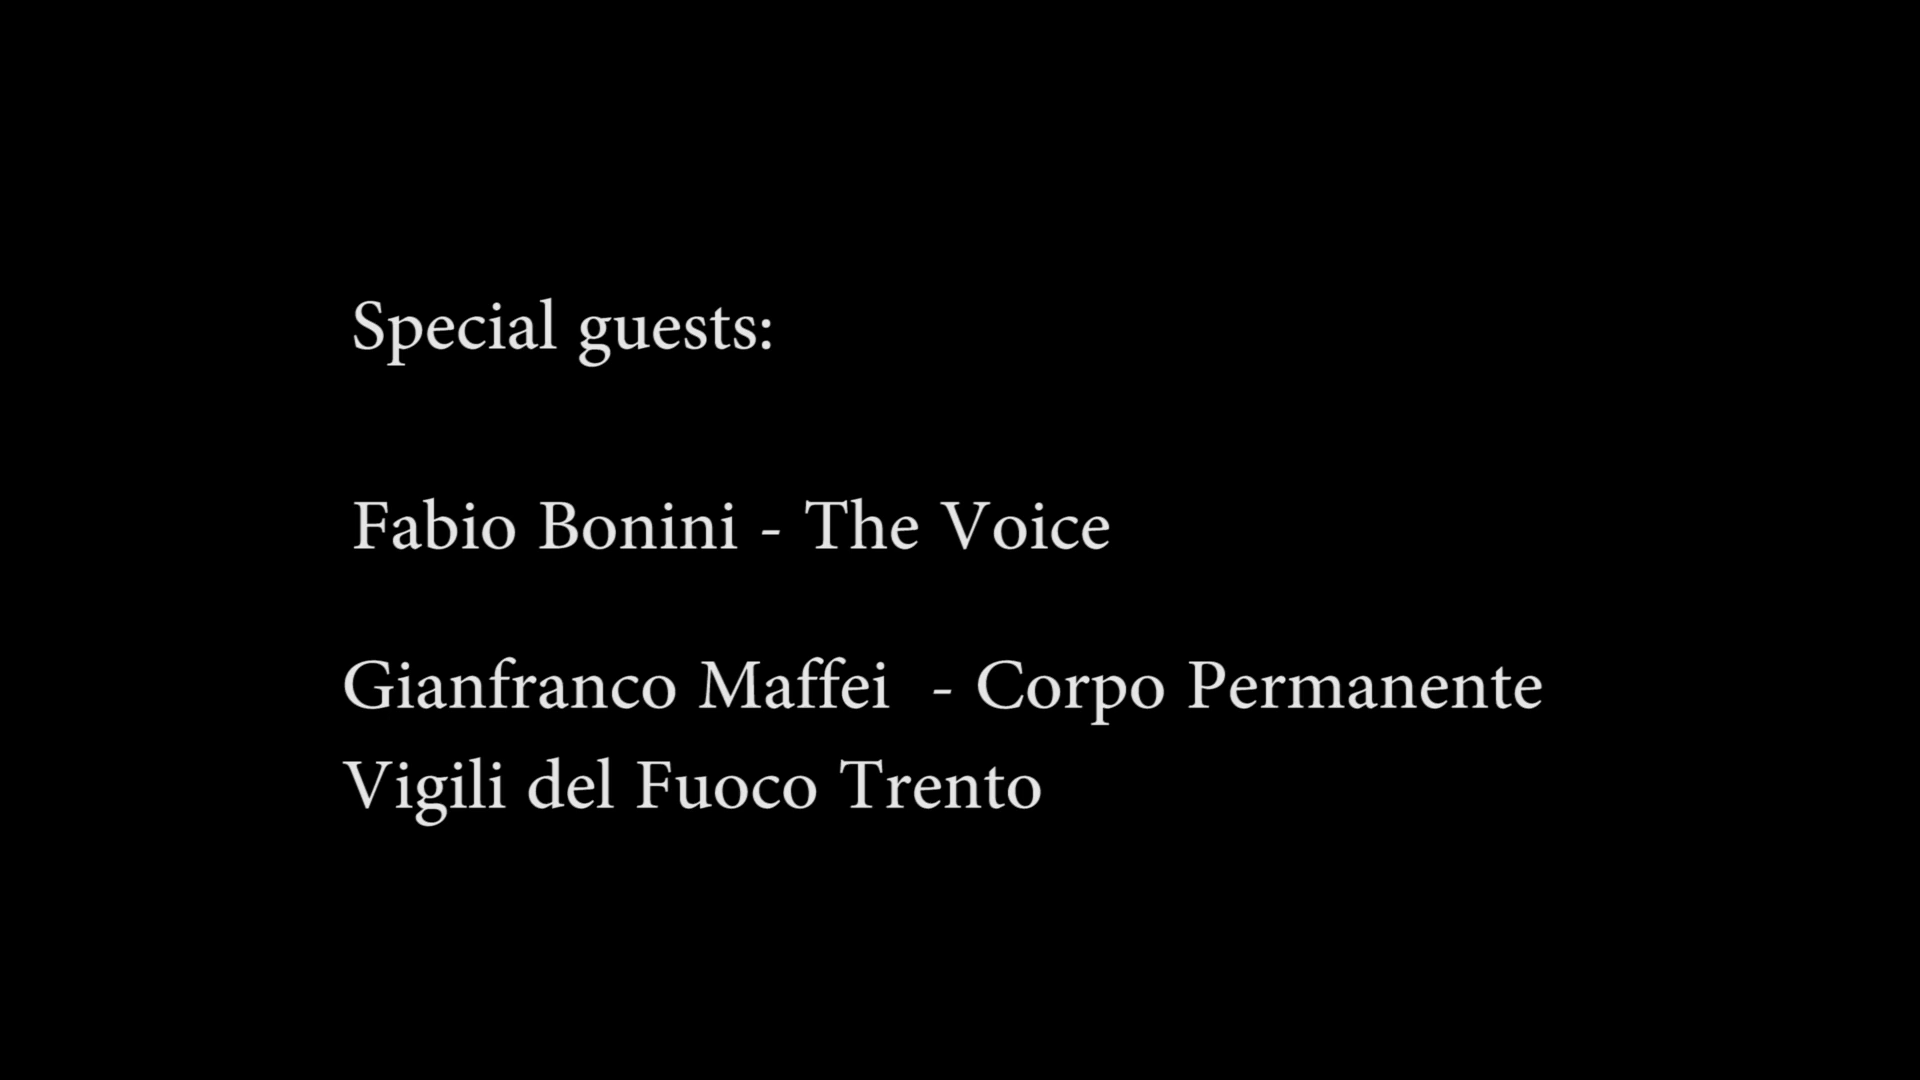 Special guests:
Fabio Bonini - The Voice
Gianfranco Maffei  - Corpo Permanente
Vigili del Fuoco Trento